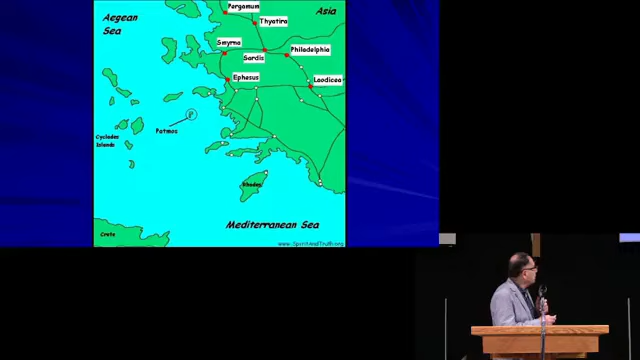 Aegean
Sea
Pergamum
Asia
Thyatira
Smyrna
Philadelphia
Sardis
Ephesus
Laodicea
Patmos
Cyclades
Islands
Rhodes
Mediterranean Sea
Crete
www.SpiritAndTruth.org